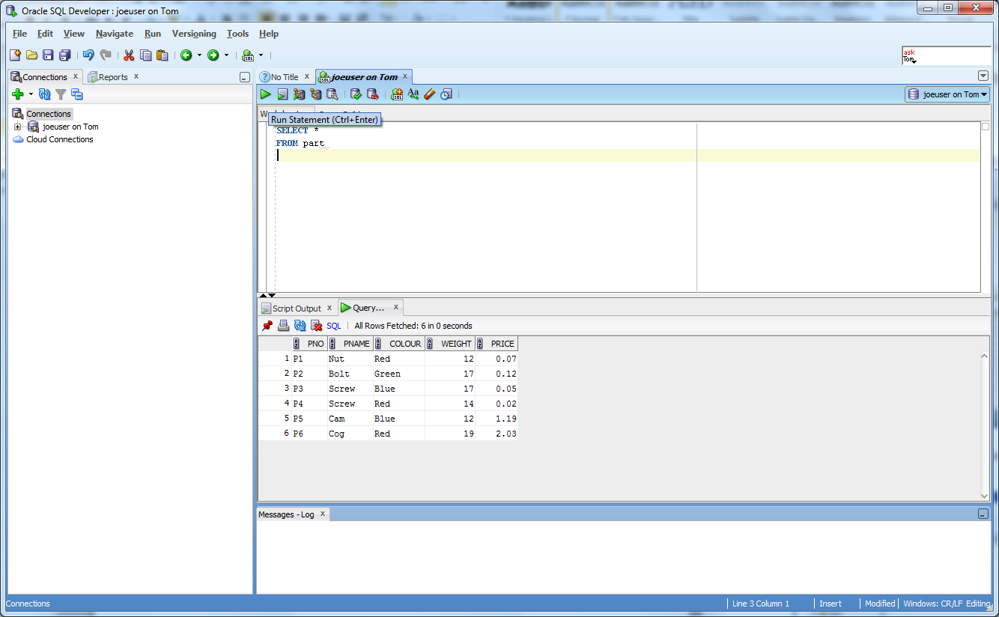 Oracle SQL Developer : joeuser on Tom
File Edit View Navigate Run Versioning Tools Help
ask
Tom
Connections x Reports x
No Title x joeuser on Tom x
joeuser on Tom
Run Statement (Ctrl+Enter)
Connections
joeuser on Tom
Cloud Connections
SELECT *
FROM part
Script Output x Query... x
SQL All Rows Fetched: 6 in 0 seconds
PNO PNAME COLOUR WEIGHT PRICE
1 P1 Nut Red 12 0.07
2 P2 Bolt Green 17 0.12
3 P3 Screw Blue 17 0.05
4 P4 Screw Red 14 0.02
5 P5 Cam Blue 12 1.19
6 P6 Cog Red 19 2.03
Messages - Log x
Connections Line 3 Column 1 Insert Modified Windows: CR/LF Editing